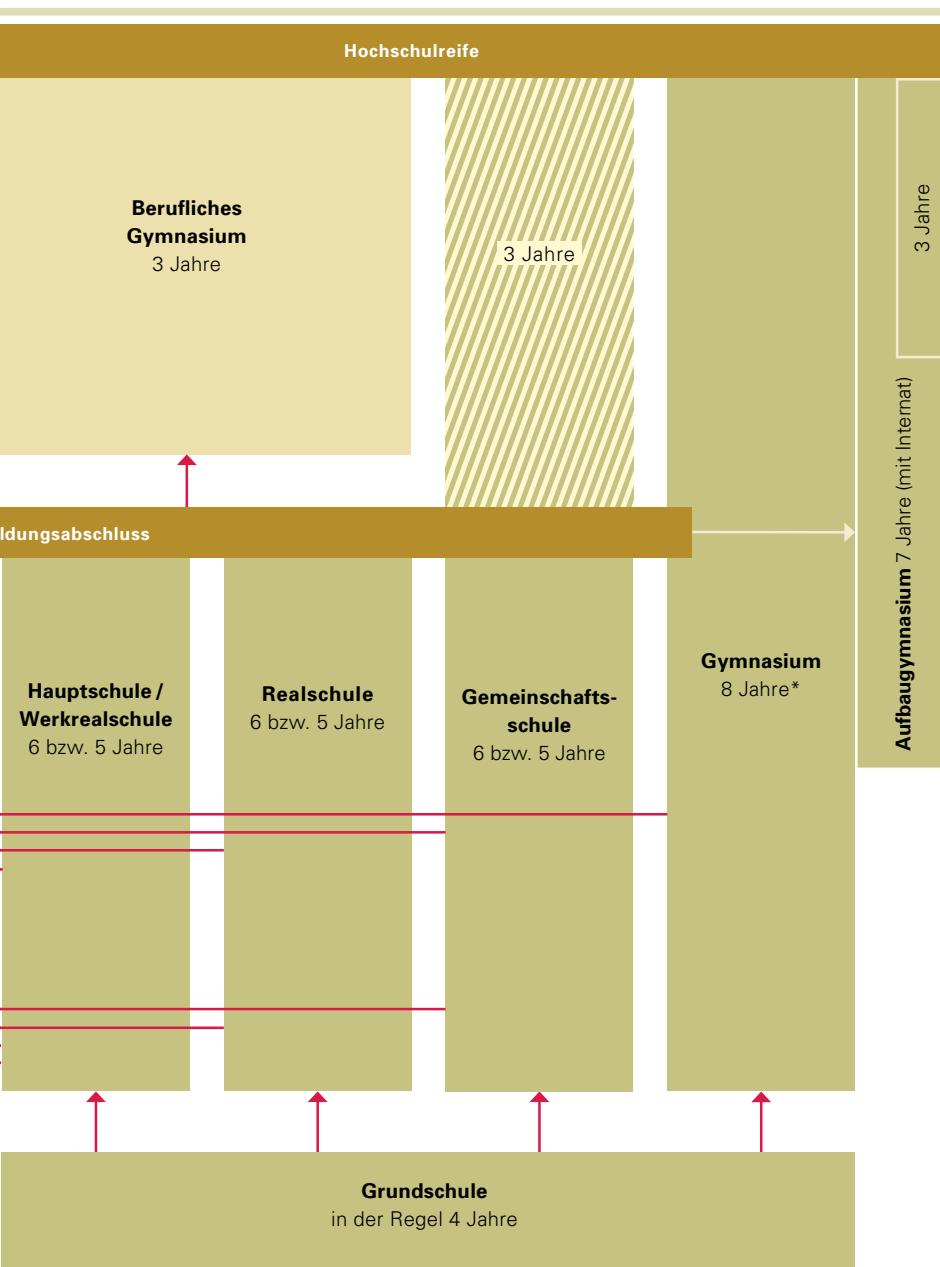 Hochschulreife
Berufliches
Gymnasium
3 Jahre
3 Jahre
3 Jahre
ldungsabschluss
Hauptschule /
Werkrealschule
6 bzw. 5 Jahre
Realschule
6 bzw. 5 Jahre
Gemeinschafts-
schule
6 bzw. 5 Jahre
Gymnasium
8 Jahre*
Aufbaugymnasium 7 Jahre (mit Internat)
Grundschule
in der Regel 4 Jahre